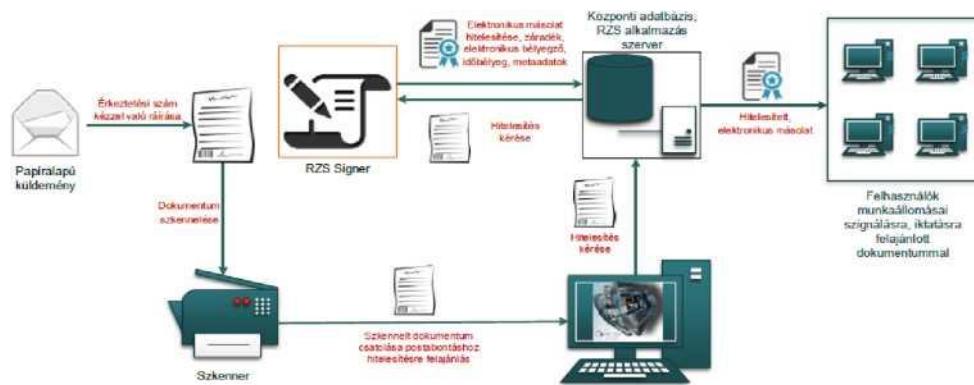 Papíralapú
küldemény
Érkeztetési szám
kézzel való ráírása
Dokumentum
szkennelése
Szkenner
Szkennelt dokumentum
csatolása postabontáshoz
hitelesítésre felajánlás
Hitelesítés
kérése
RZS Signer
Elektronikus másolat
hitelesítése, záradék,
elektronikus bélyegző,
időbélyeg, metaadatok
Hitelesítés
kérése
Központi adatbázis,
RZS alkalmazás
szerver
Hitelesített,
elektronikus másolat
Felhasználók
munkaállomásai
szignálásra, iktatásra
felajánlott
dokumentummal